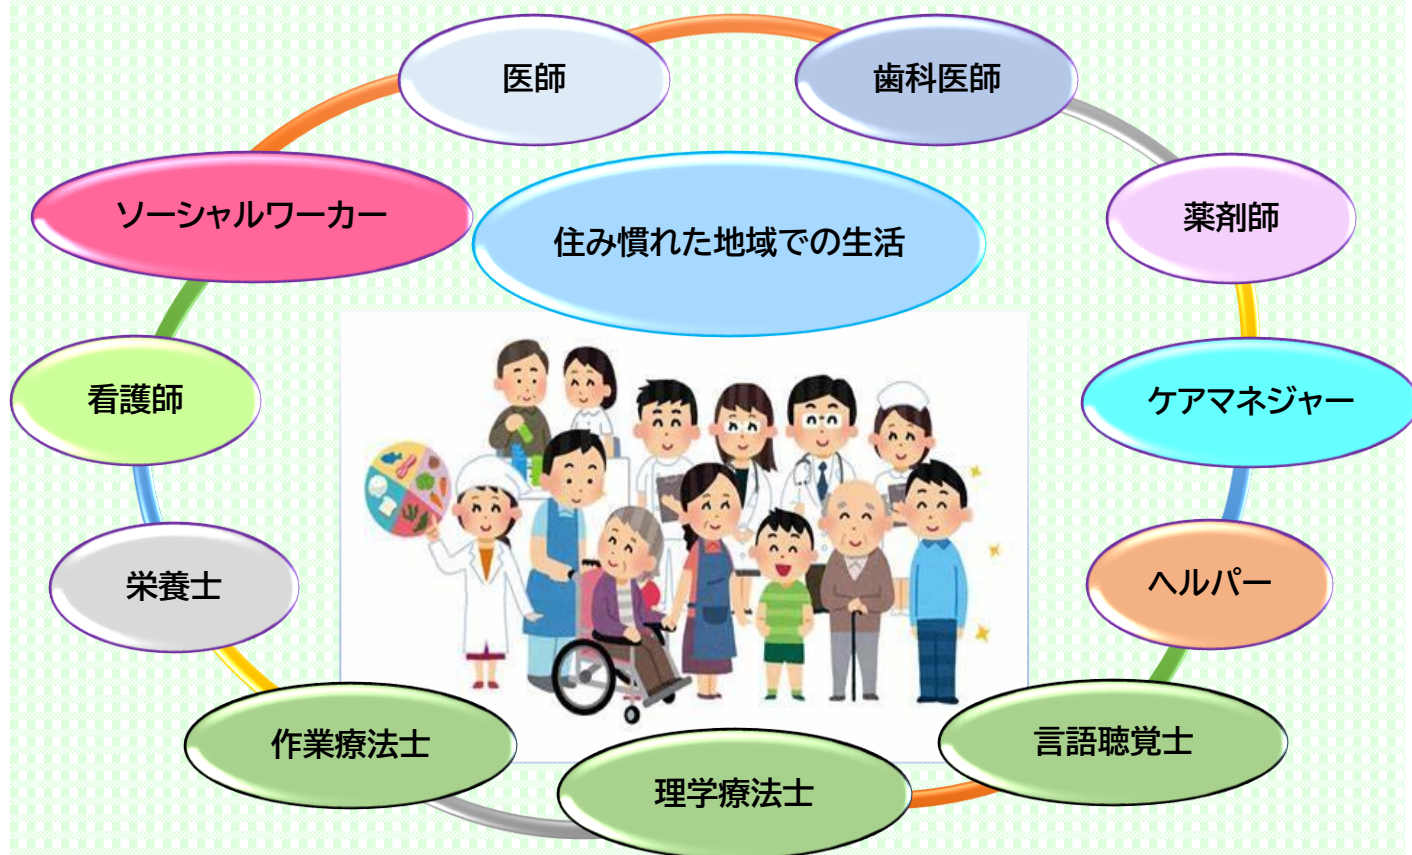 医師
歯科医師
ソーシャルワーカー
住み慣れた地域での生活
薬剤師
看護師
ケアマネジャー
栄養士
ヘルパー
作業療法士
理学療法士
言語聴覚士